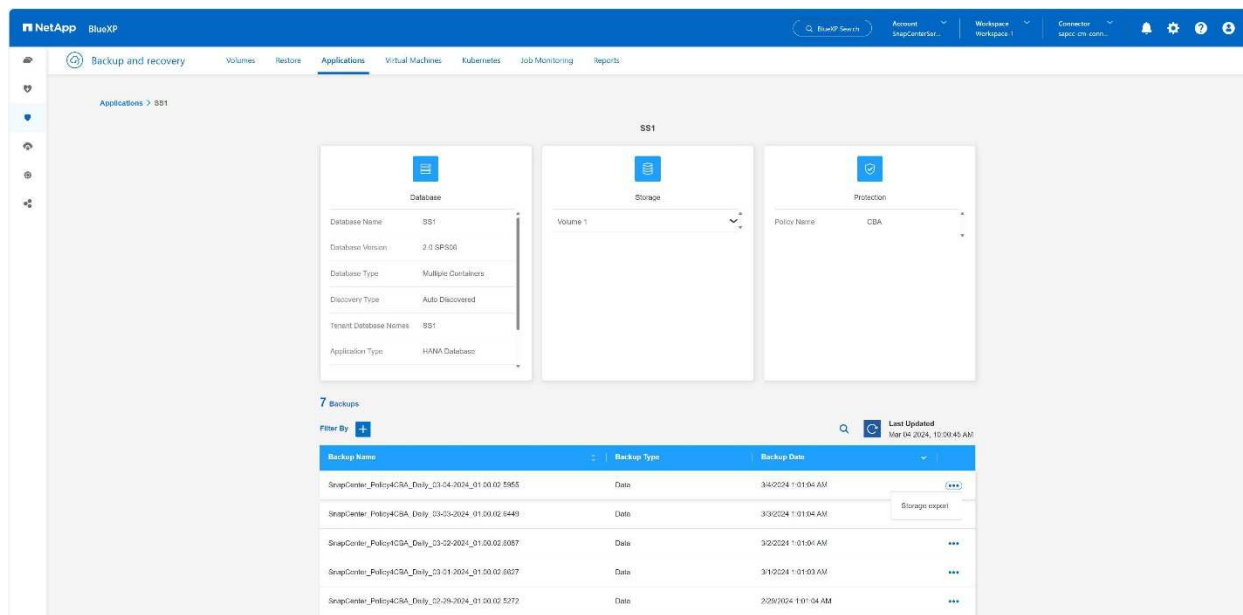 NetApp BlueXP
BlueXP Search
Account
SnapCenterSer...
Workspace
Workspace 1
Connector
sapcc-cm-conn...
Backup and recovery
Volumes Restore Applications Virtual Machines Kubernetes Job Monitoring Reports
Applications > SS1
SS1
Database
Database Name SS1
Database Version 2.0 SPS06
Database Type Multiple Containers
Discovery Type Auto Discovered
Tenant Database Names SS1
Application Type HANA Database
Storage
Volume 1
Protection
Policy Name CBA
7 Backups
Filter By +
Last Updated
Mar 04 2024, 10:00:45 AM
Backup Name Backup Type Backup Date
SnapCenter_Policy4CBA_Daily_03-04-2024_01.00.02.5955 Data 3/4/2024 1:01:04 AM
Storage export
SnapCenter_Policy4CBA_Daily_03-03-2024_01.00.02.6449 Data 3/3/2024 1:01:04 AM
SnapCenter_Policy4CBA_Daily_03-02-2024_01.00.02.6087 Data 3/2/2024 1:01:04 AM
SnapCenter_Policy4CBA_Daily_03-01-2024_01.00.02.6827 Data 3/1/2024 1:01:03 AM
SnapCenter_Policy4CBA_Daily_02-29-2024_01.00.02.5272 Data 2/29/2024 1:01:04 AM